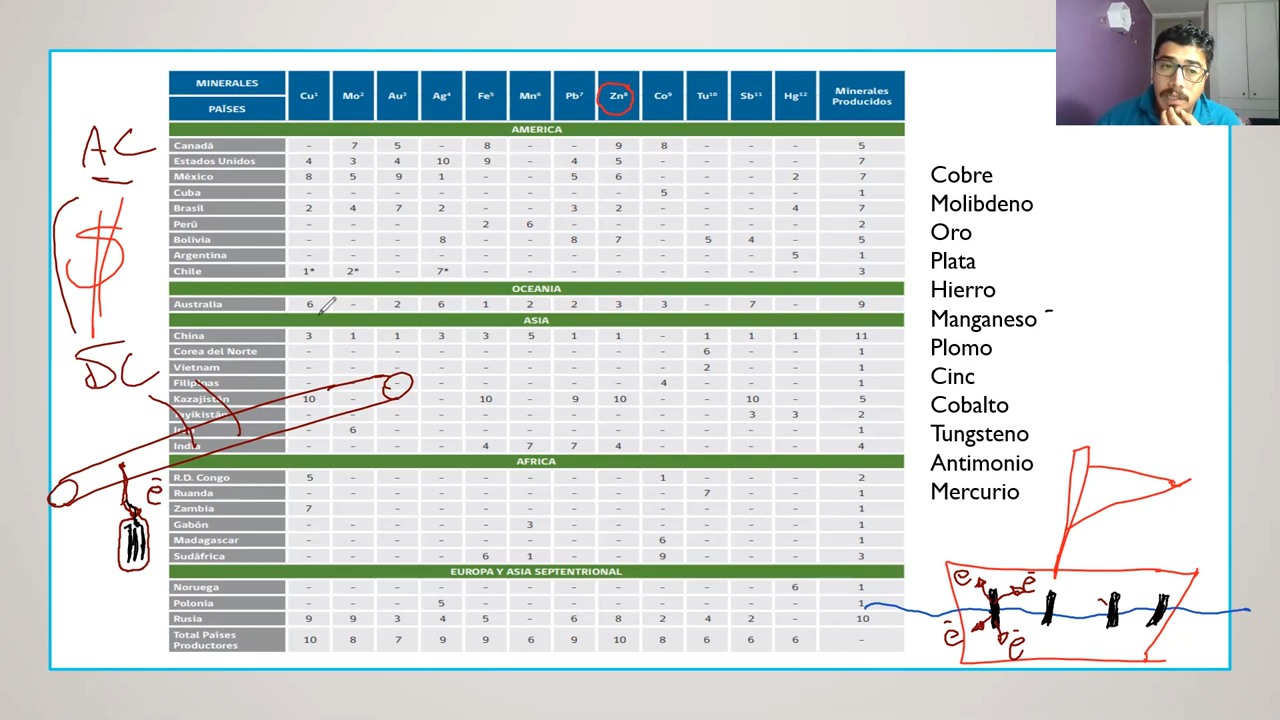 MINERALES
PAÍSES
Cu¹ Mo² Au³ Ag⁴ Fe⁵ Mn⁶ Pb⁷ Zn⁸ Co⁹ Tu¹⁰ Sb¹¹ Hg¹² Minerales Producidos
AMERICA
Canadá - 7 5 - 8 - - 9 8 - - - 5
Estados Unidos 4 3 4 10 9 - 4 5 - - - - 7
México 8 5 9 1 - - 5 6 - - - 2 7
Cuba - - - - - - - - 5 - - - 1
Brasil 2 4 7 2 - - 3 2 - - - 4 7
Perú - - - - 2 6 - - - - - - 2
Bolivia - - - 8 - - 8 7 - 5 4 - 5
Argentina - - - - - - - - - - - 5 1
Chile 1* 2* - 7* - - - - - - - - 3
OCEANIA
Australia 6 - 2 6 1 2 2 3 3 - 7 - 9
ASIA
China 3 1 1 3 3 5 1 1 - 1 1 1 11
Corea del Norte - - - - - - - - - 6 - - 1
Vietnam - - - - - - - - - 2 - - 1
Filipinas - - - - - - - - 4 - - - 1
Kazajistán 10 - - - 10 - 9 10 - - 10 - 5
Tayikistán - - - - - - - - - - 3 3 2
- 6 - - - - - - - - - - 1
India - - - - 4 7 7 4 - - - - 4
AFRICA
R.D. Congo 5 - - - - - - - 1 - - - 2
Ruanda - - - - - - - - - 7 - - 1
Zambia 7 - - - - - - - - - - - 1
Gabón - - - - - 3 - - - - - - 1
Madagascar - - - - - - - - 6 - - - 1
Sudáfrica - - - - 6 1 - - 9 - - - 3
EUROPA Y ASIA SEPTENTRIONAL
Noruega - - - - - - - - - - - 6 1
Polonia - - - 5 - - - - - - - - 1
Rusia 9 9 3 4 5 - 6 8 2 4 2 - 10
Total Países Productores 10 8 7 9 9 6 9 10 8 6 6 6 -
Cobre
Molibdeno
Oro
Plata
Hierro
Manganeso -
Plomo
Cinc
Cobalto
Tungsteno
Antimonio
Mercurio
AC
$
DC
ē
ē ē
ē ē